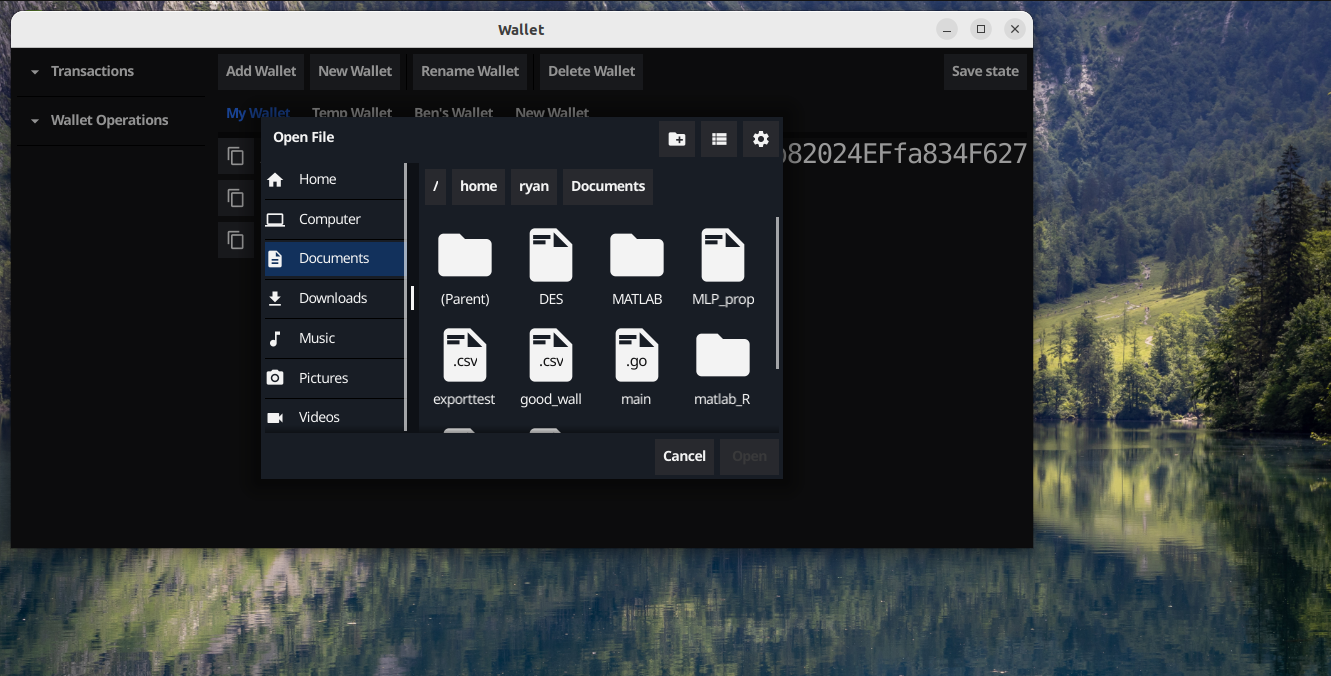 Wallet
Transactions
Add Wallet New Wallet Rename Wallet Delete Wallet Save state
My Wallet Temp Wallet Ben's Wallet New Wallet
Wallet Operations
Open File
82024EFfa834F627
Home
/ home ryan Documents
Computer
Documents
Downloads
Music
Pictures
Videos
(Parent) DES MATLAB MLP_prop
.csv .csv .go
exporttest good_wall main matlab_R
Cancel Open